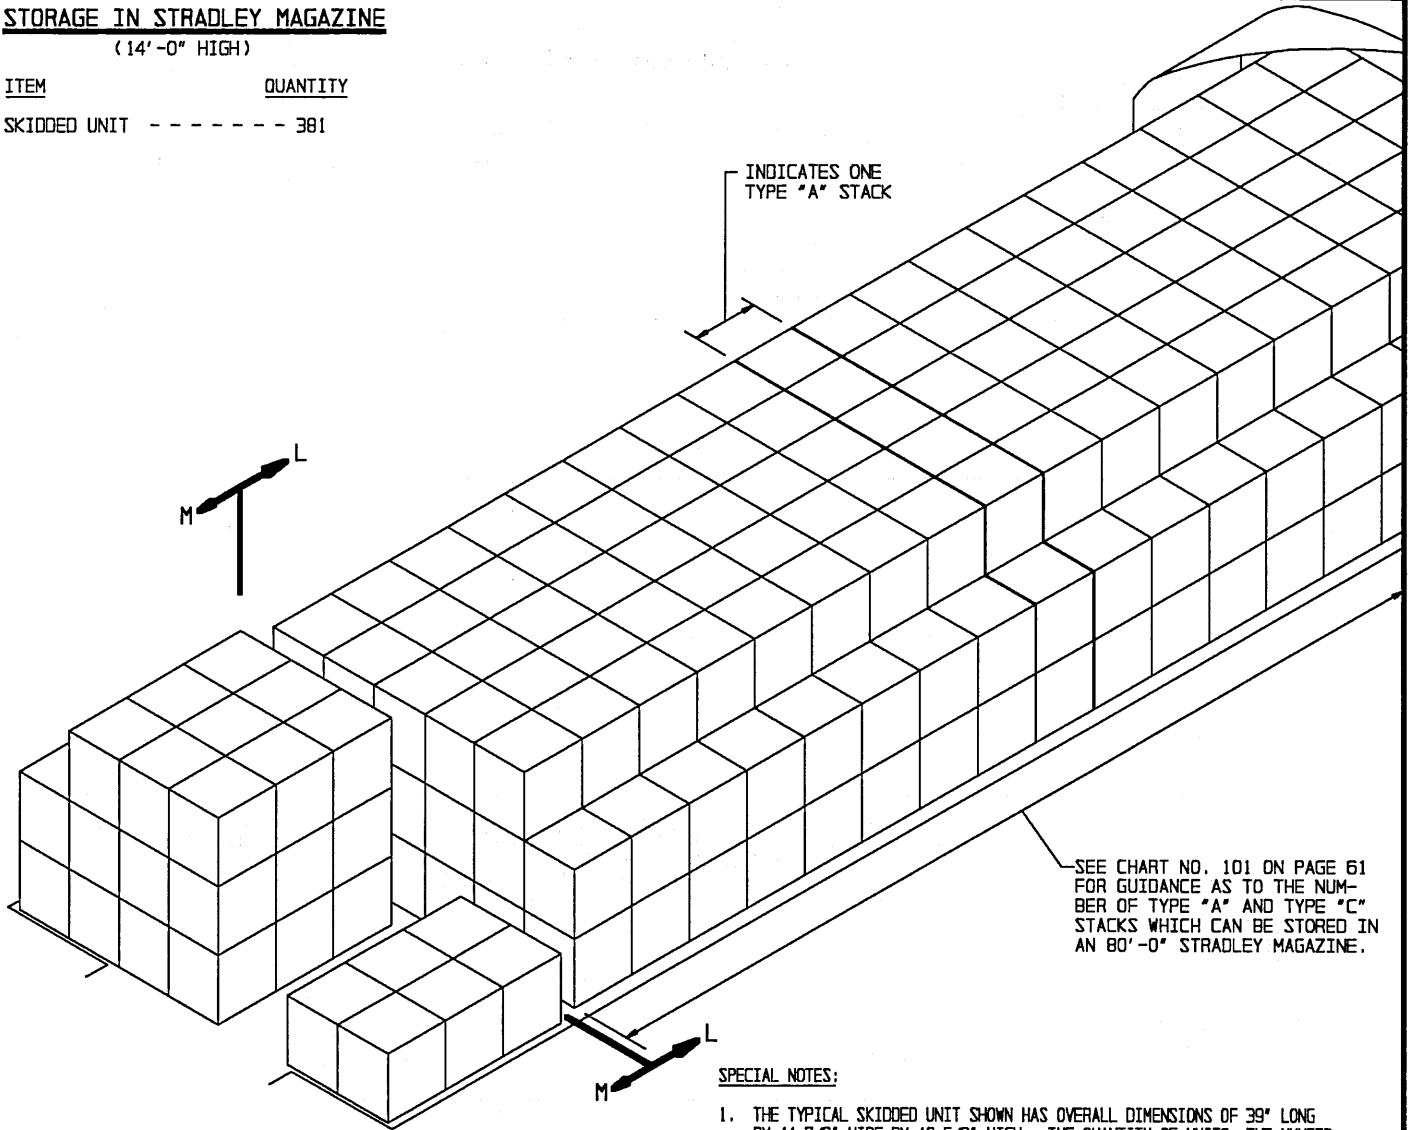 STORAGE IN STRADLEY MAGAZINE
(14'-0" HIGH)
ITEM QUANTITY
SKIDDED UNIT - - - - - - - 381
INDICATES ONE
TYPE "A" STACK
L
M
SEE CHART NO. 101 ON PAGE 61
FOR GUIDANCE AS TO THE NUM-
BER OF TYPE "A" AND TYPE "C"
STACKS WHICH CAN BE STORED IN
AN 80'-0" STRADLEY MAGAZINE.
L
M
SPECIAL NOTES:
1. THE TYPICAL SKIDDED UNIT SHOWN HAS OVERALL DIMENSIONS OF 39" LONG